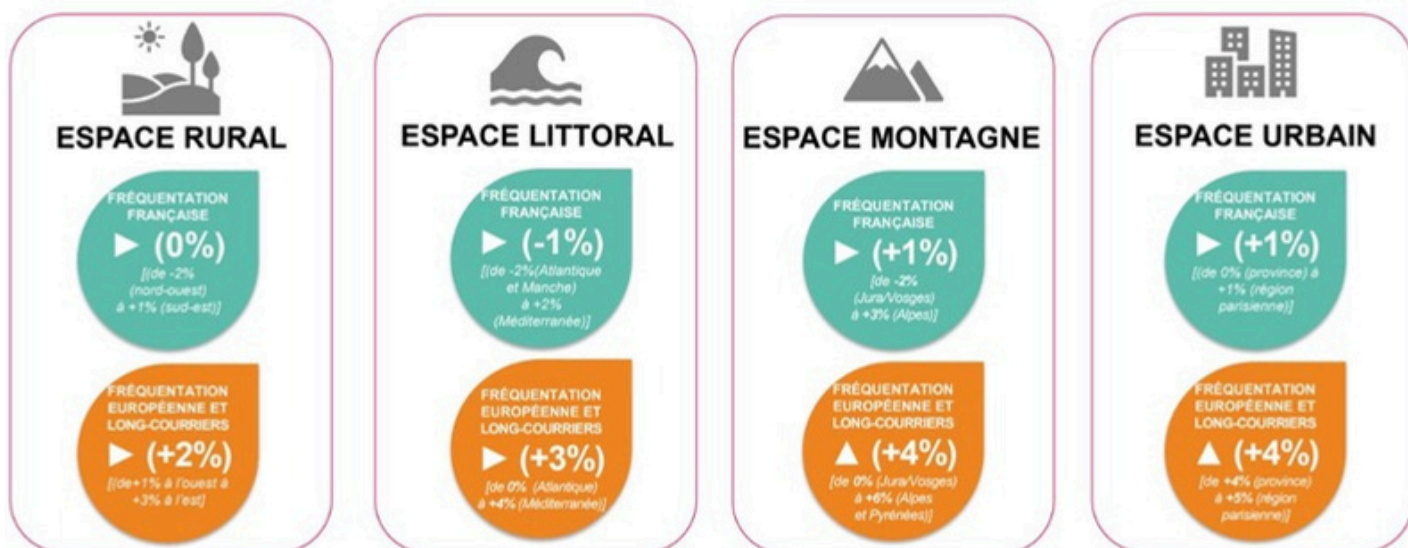 ESPACE RURAL
FRÉQUENTATION
FRANÇAISE
► (0%)
[(de -2%
(nord-ouest)
à +1% (sud-est)]
FRÉQUENTATION
EUROPÉENNE ET
LONG-COURRIERS
► (+2%)
[(de+1% à l'ouest à
+3% à l'est]
ESPACE LITTORAL
FRÉQUENTATION
FRANÇAISE
► (-1%)
[(de -2%(Atlantique
et Manche)
à +2%
(Méditerranée)]
FRÉQUENTATION
EUROPÉENNE ET
LONG-COURRIERS
► (+3%)
[de 0% (Atlantique)
à +4% (Méditerranée)]
ESPACE MONTAGNE
FRÉQUENTATION
FRANÇAISE
► (+1%)
[de -2%
(Jura/Vosges)
à +3% (Alpes)]
FRÉQUENTATION
EUROPÉENNE ET
LONG-COURRIERS
▲ (+4%)
[de 0% (Jura/Vosges)
à +6% (Alpes
et Pyrénées)]
ESPACE URBAIN
FRÉQUENTATION
FRANÇAISE
► (+1%)
[(de 0% (province) à
+1% (région
parisienne)]
FRÉQUENTATION
EUROPÉENNE ET
LONG-COURRIERS
▲ (+4%)
[de +4% (province)
à +5% (région
parisienne)]